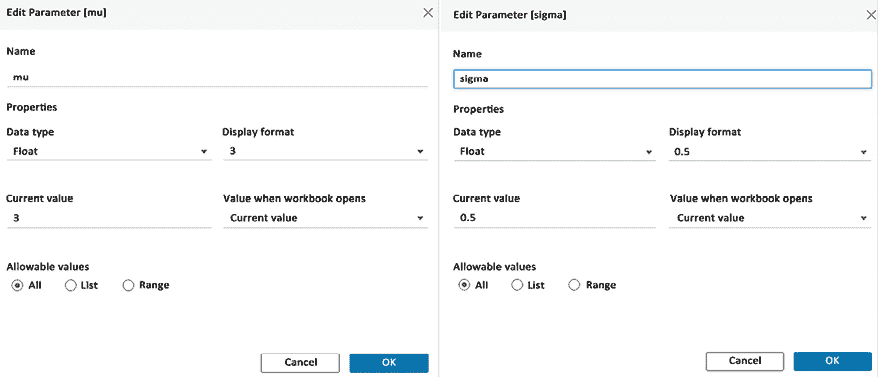 Edit Parameter [mu]
Name
mu
Properties
Data type Display format
Float 3
Current value Value when workbook opens
3 Current value
Allowable values
All List Range
Cancel OK
Edit Parameter [sigma]
Name
sigma
Properties
Data type Display format
Float 0.5
Current value Value when workbook opens
0.5 Current value
Allowable values
All List Range
Cancel OK